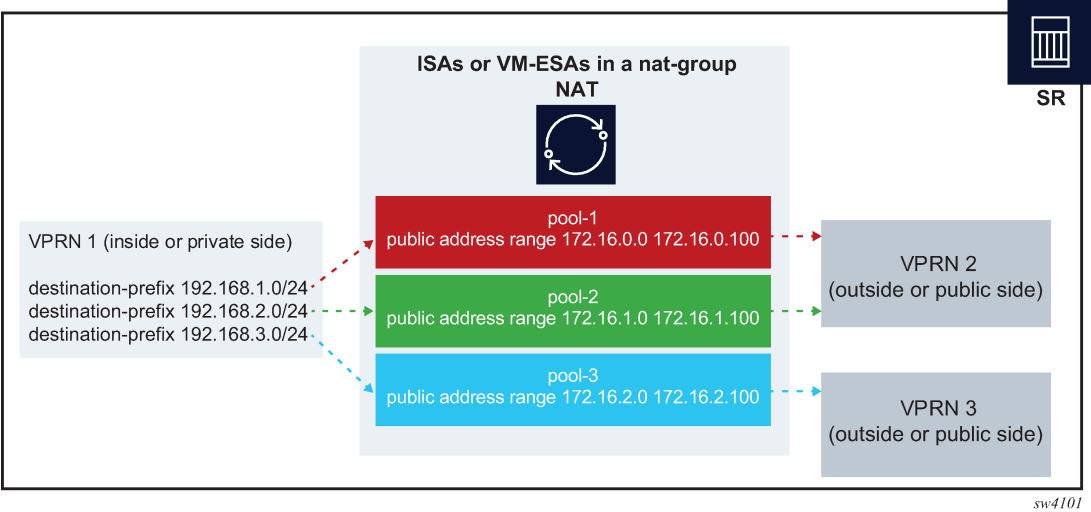 SR
ISAs or VM-ESAs in a nat-group
NAT
VPRN 1 (inside or private side)
destination-prefix 192.168.1.0/24
destination-prefix 192.168.2.0/24
destination-prefix 192.168.3.0/24
pool-1
public address range 172.16.0.0 172.16.0.100
pool-2
public address range 172.16.1.0 172.16.1.100
pool-3
public address range 172.16.2.0 172.16.2.100
VPRN 2
(outside or public side)
VPRN 3
(outside or public side)
sw4101